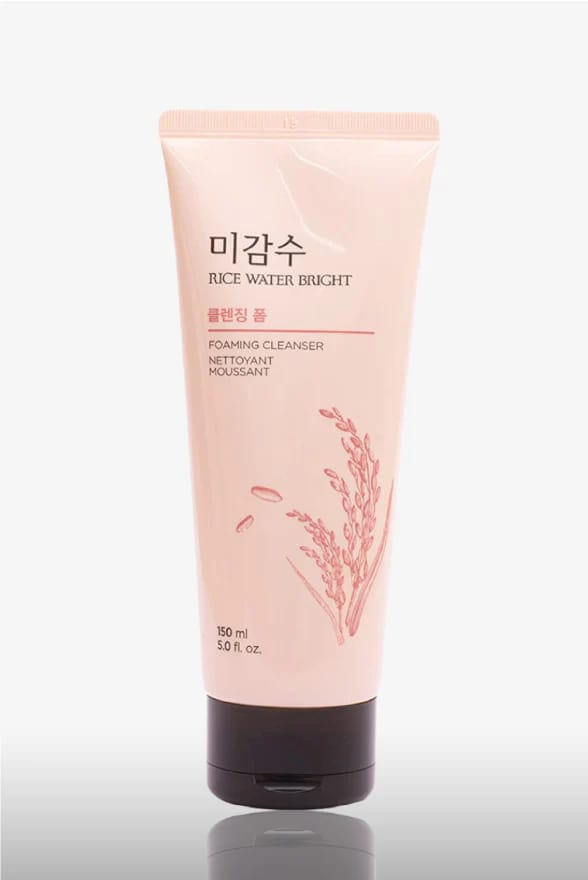 미감수
RICE WATER BRIGHT
클렌징 폼
FOAMING CLEANSER
NETTOYANT
MOUSSANT
150 ml
5.0 fl. oz.